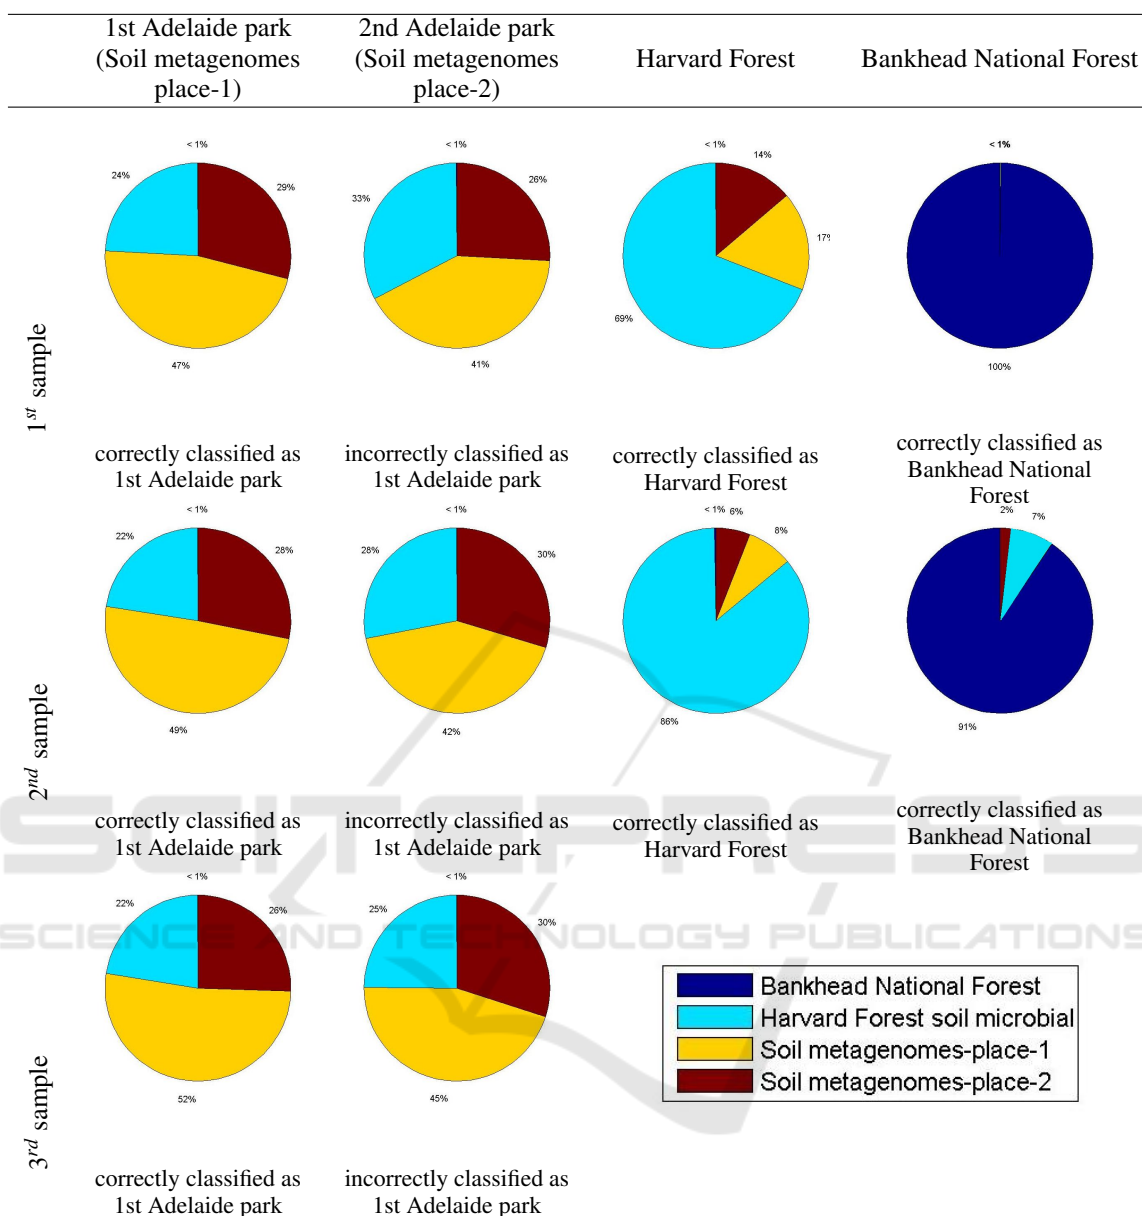 1st Adelaide park
(Soil metagenomes
place-1)
2nd Adelaide park
(Soil metagenomes
place-2)
Harvard Forest
Bankhead National Forest
1st sample
< 1%
24%
29%
47%
correctly classified as
1st Adelaide park
< 1%
33%
26%
41%
incorrectly classified as
1st Adelaide park
< 1%
14%
17%
69%
correctly classified as
Harvard Forest
< 1%
100%
correctly classified as
Bankhead National
Forest
2nd sample
< 1%
22%
28%
49%
correctly classified as
1st Adelaide park
< 1%
28%
30%
42%
incorrectly classified as
1st Adelaide park
< 1%
6%
8%
86%
correctly classified as
Harvard Forest
2%
7%
91%
correctly classified as
Bankhead National
Forest
3rd sample
< 1%
22%
26%
52%
correctly classified as
1st Adelaide park
< 1%
25%
30%
45%
incorrectly classified as
1st Adelaide park
Bankhead National Forest
Harvard Forest soil microbial
Soil metagenomes-place-1
Soil metagenomes-place-2
SCITEPRESS
SCIENCE AND TECHNOLOGY PUBLICATIONS